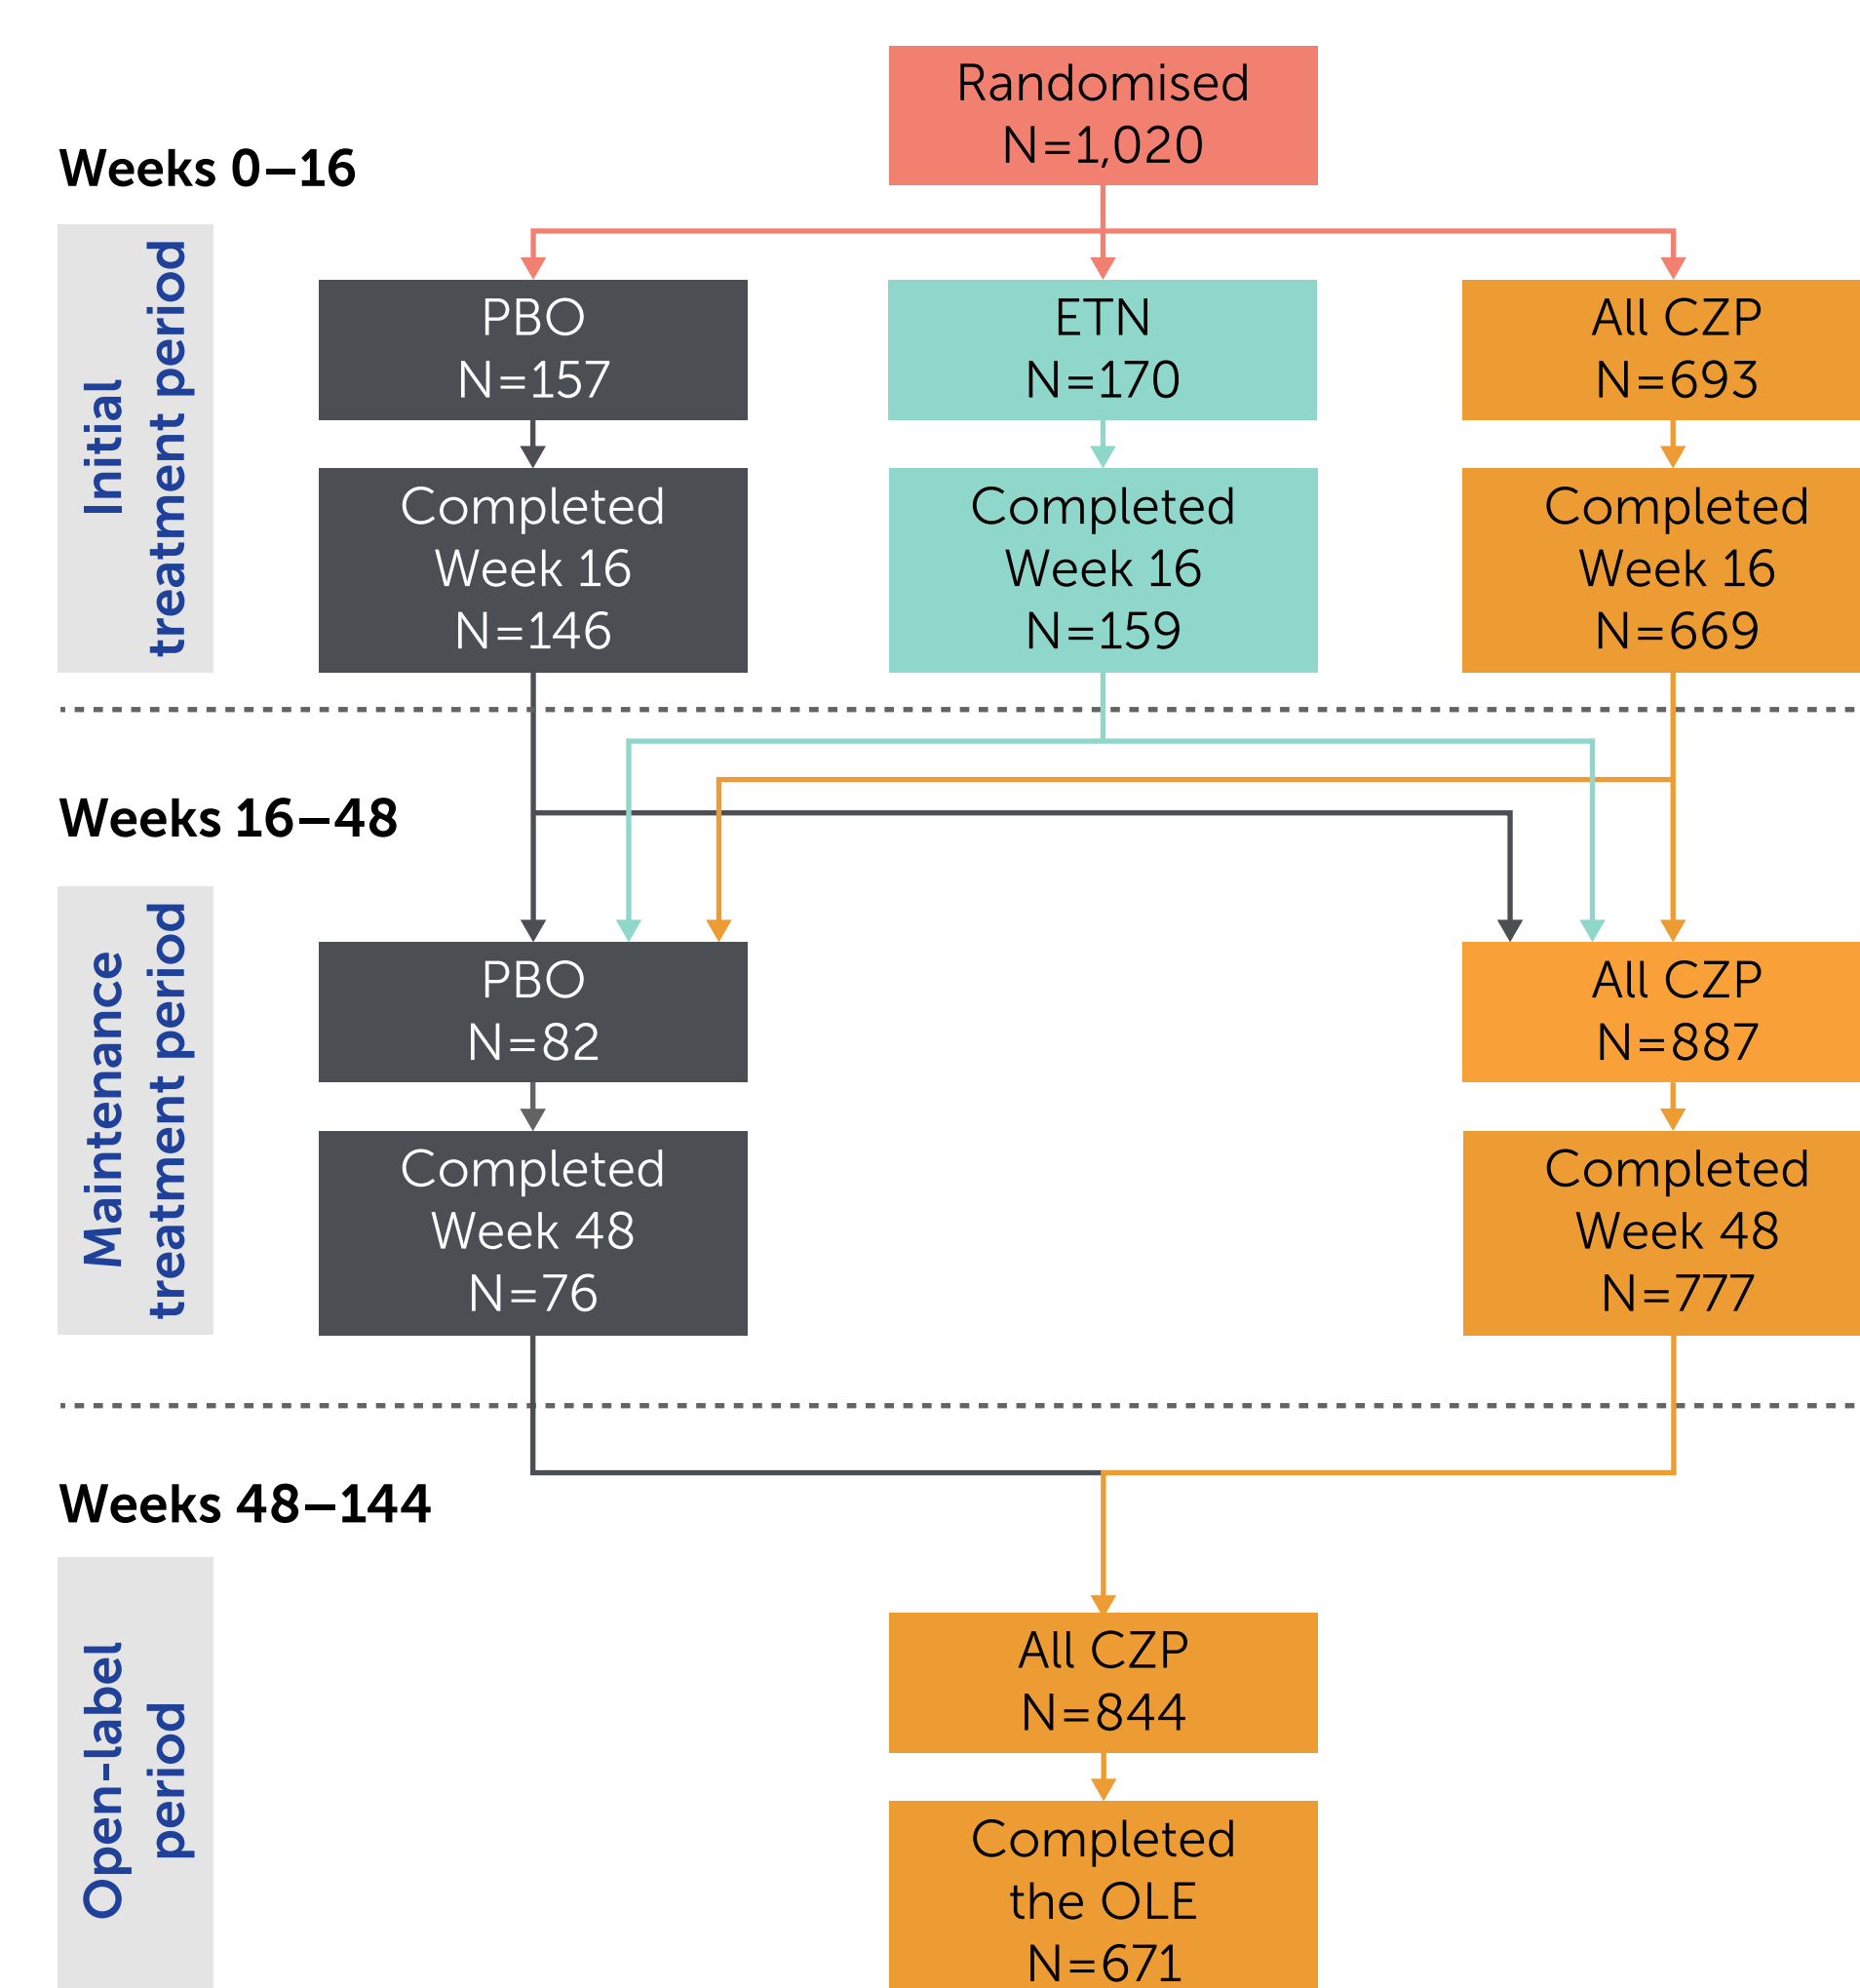 Randomised
N=1,020
Weeks 0–16
Initial
treatment period
PBO
N=157
ETN
N=170
All CZP
N=693
Completed
Week 16
N=146
Completed
Week 16
N=159
Completed
Week 16
N=669
Weeks 16–48
Maintenance
treatment period
PBO
N=82
All CZP
N=887
Completed
Week 48
N=76
Completed
Week 48
N=777
Weeks 48–144
Open-label
period
All CZP
N=844
Completed
the OLE
N=671